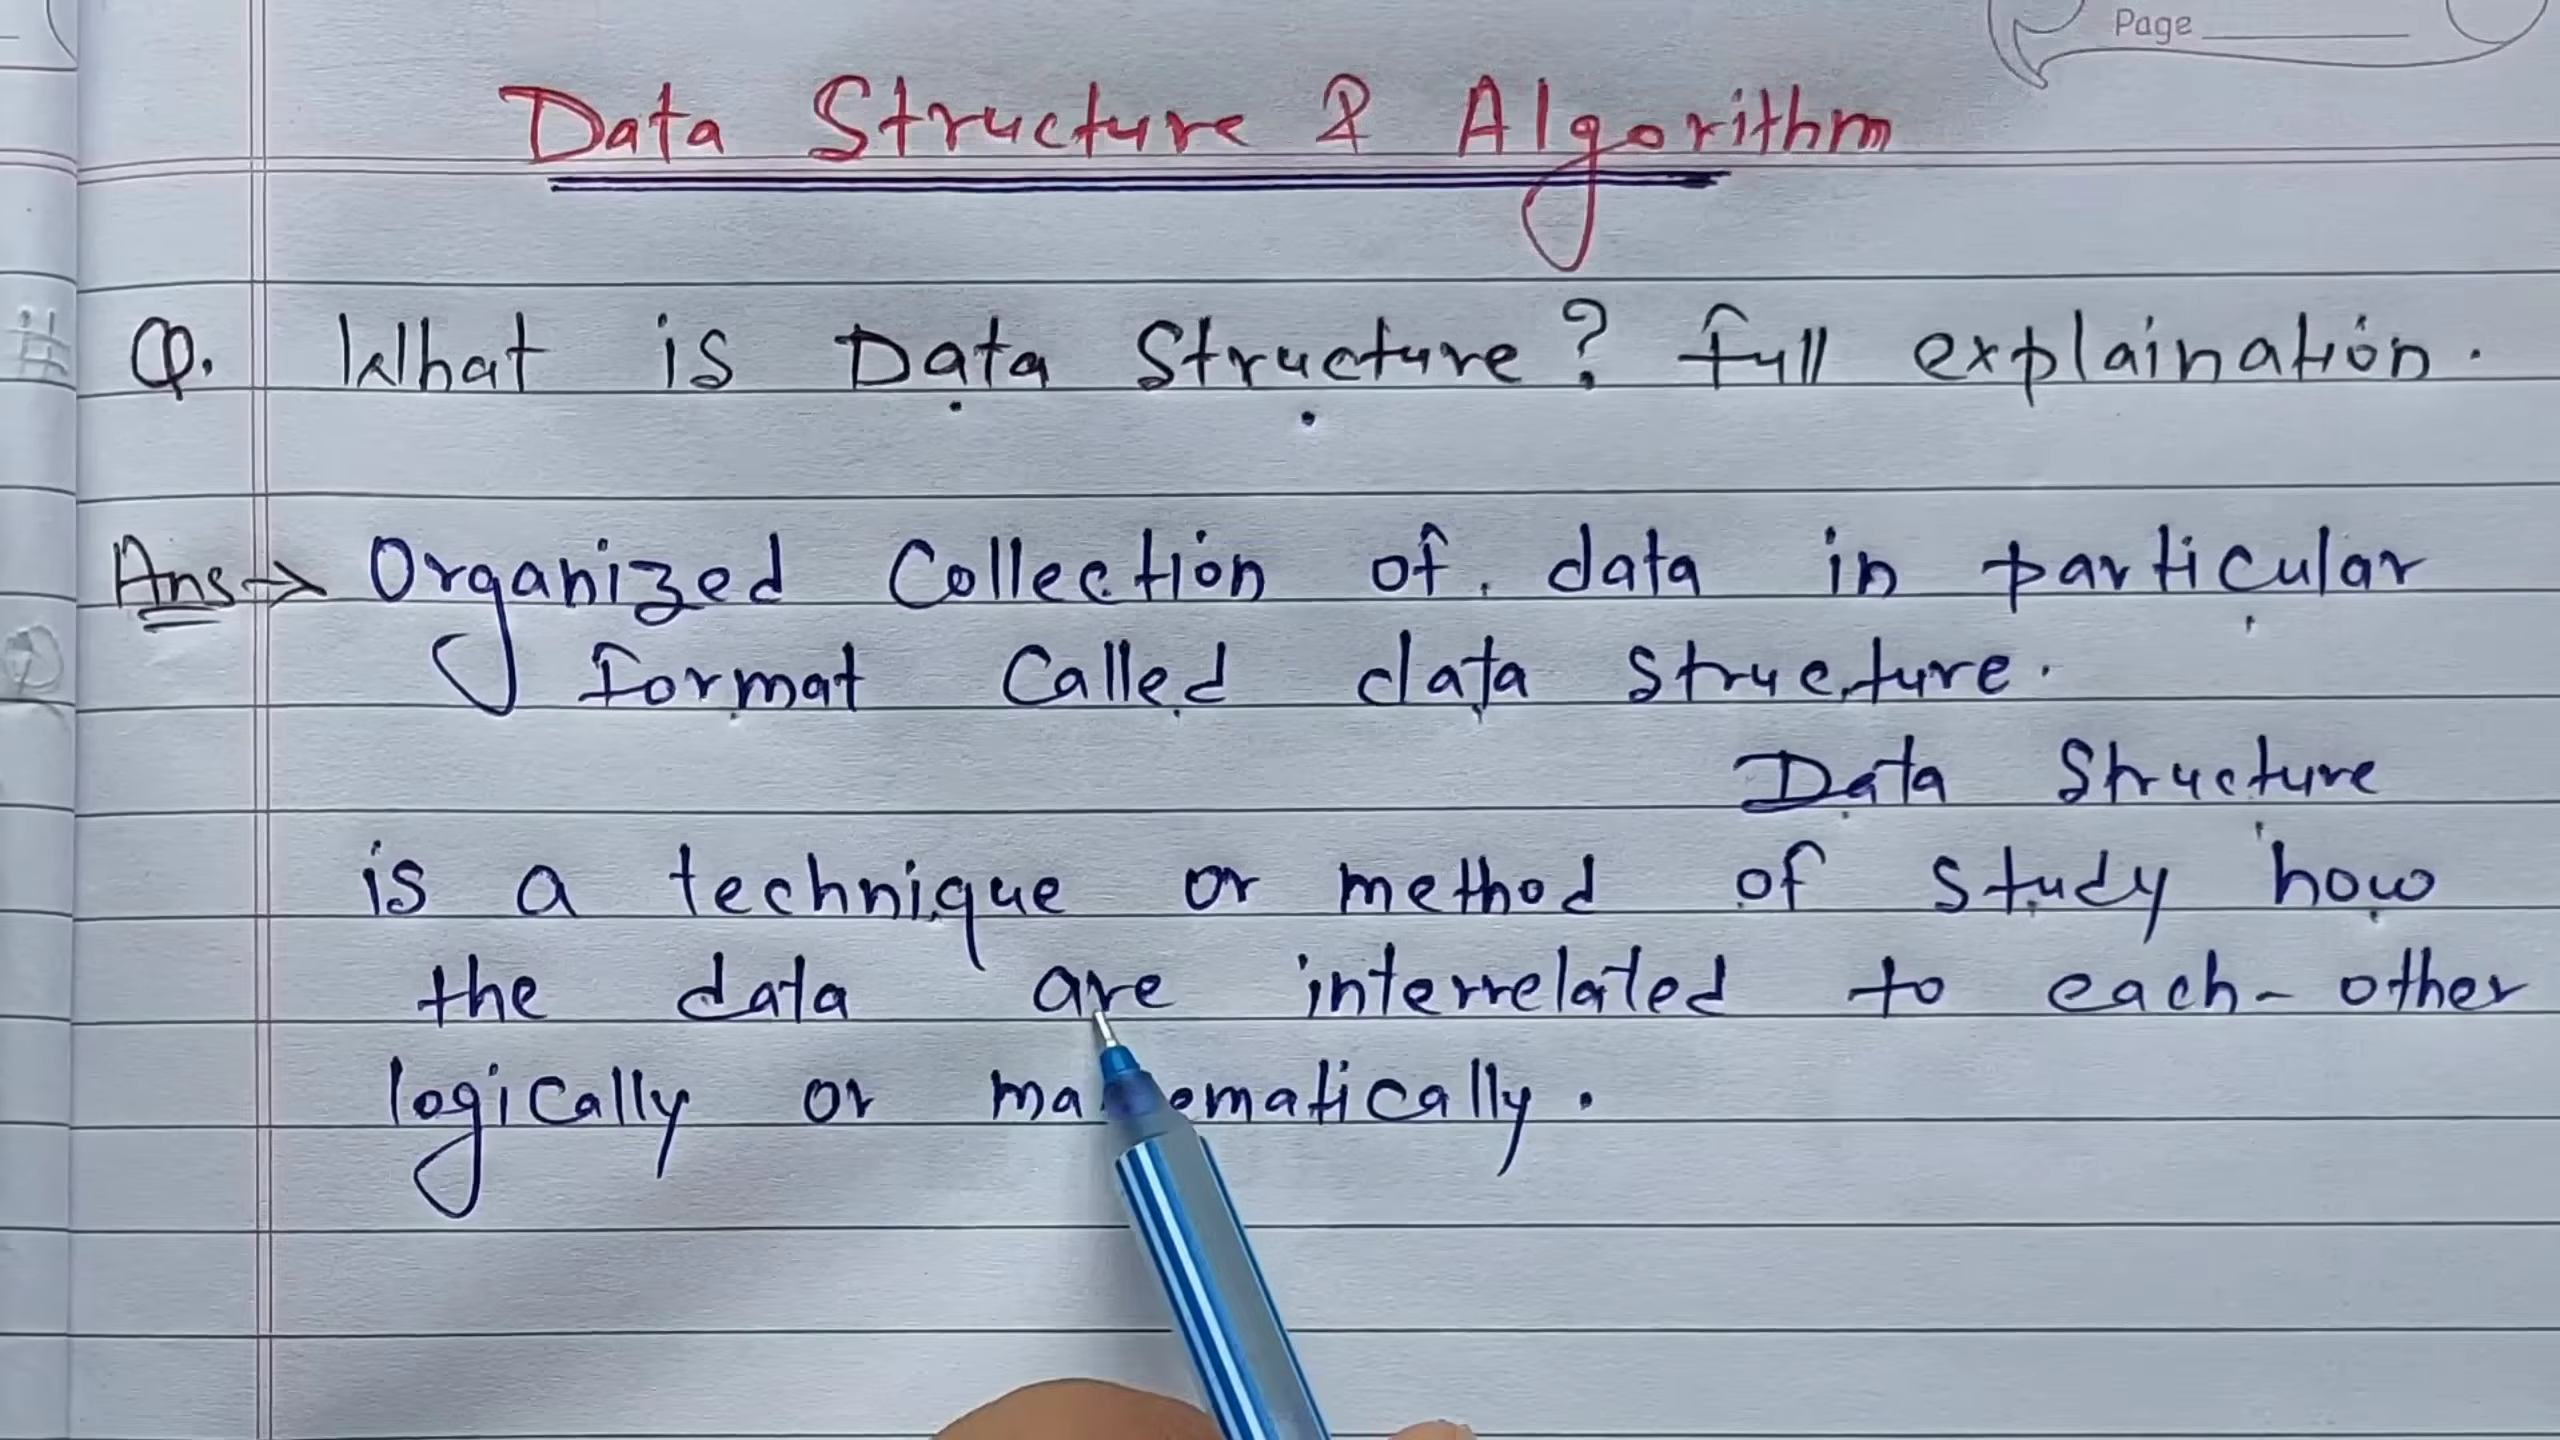 Page
Data Structure & Algorithm
Q. What is Data Structure? Full explaination.
Ans→ Organized Collection of data in particular
format Called data structure.
Data Structure
is a technique or method of study how
the data are interrelated to each-other
logically or